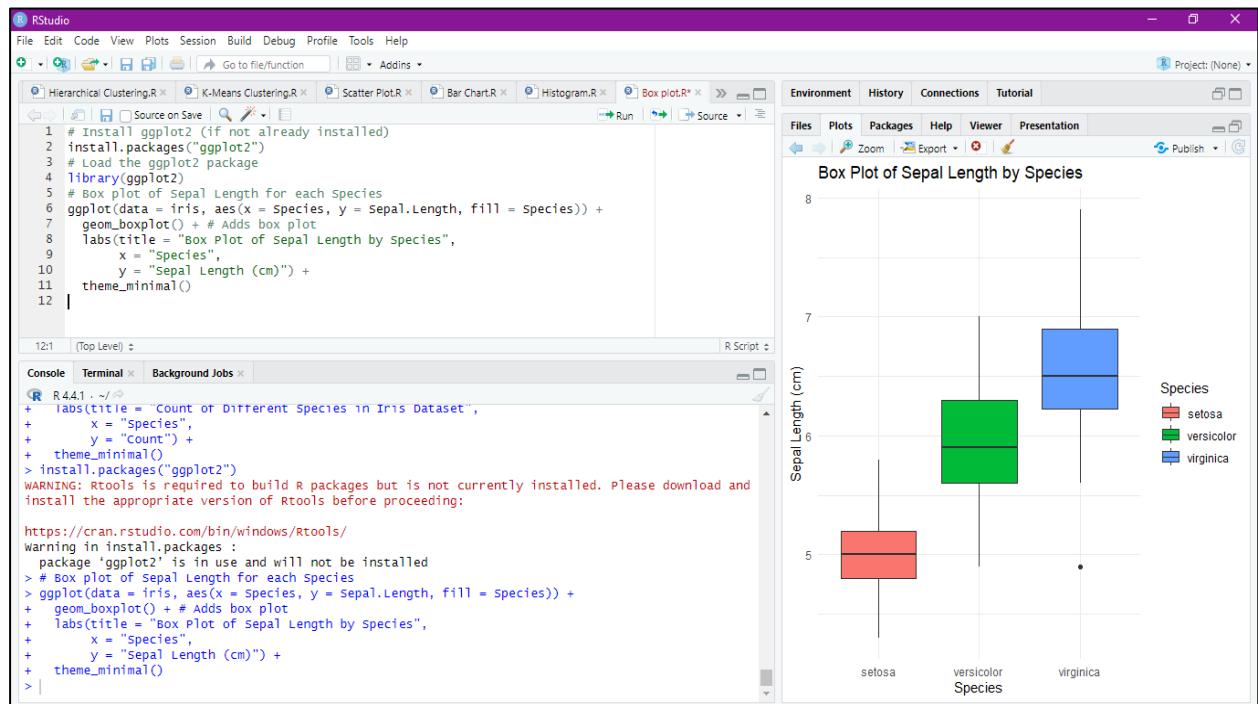 RStudio
File Edit Code View Plots Session Build Debug Profile Tools Help
Go to file/function Addins Project: (None)
Hierarchical Clustering.R K-Means Clustering.R Scatter Plot.R Bar Chart.R Histogram.R Box plot.R*
Source on Save Run Source
1 # Install ggplot2 (if not already installed)
2 install.packages("ggplot2")
3 # Load the ggplot2 package
4 library(ggplot2)
5 # Box plot of Sepal Length for each Species
6 ggplot(data = iris, aes(x = Species, y = Sepal.Length, fill = Species)) +
7   geom_boxplot() + # Adds box plot
8   labs(title = "Box Plot of Sepal Length by Species",
9        x = "Species",
10        y = "Sepal Length (cm)") +
11   theme_minimal()
12
12:1 (Top Level) R Script
Console Terminal Background Jobs
R 4.4.1 · ~/
+   labs(title = "Count of Different Species in Iris Dataset",
+        x = "Species",
+        y = "Count") +
+   theme_minimal()
> install.packages("ggplot2")
WARNING: Rtools is required to build R packages but is not currently installed. Please download and
install the appropriate version of Rtools before proceeding:
https://cran.rstudio.com/bin/windows/Rtools/
Warning in install.packages :
  package ‘ggplot2’ is in use and will not be installed
> # Box plot of Sepal Length for each Species
> ggplot(data = iris, aes(x = Species, y = Sepal.Length, fill = Species)) +
+   geom_boxplot() + # Adds box plot
+   labs(title = "Box Plot of Sepal Length by Species",
+        x = "Species",
+        y = "Sepal Length (cm)") +
+   theme_minimal()
>
Environment History Connections Tutorial
Files Plots Packages Help Viewer Presentation
Zoom Export Publish
Box Plot of Sepal Length by Species
8
7
6
5
Sepal Length (cm)
setosa versicolor virginica
Species
Species
setosa
versicolor
virginica